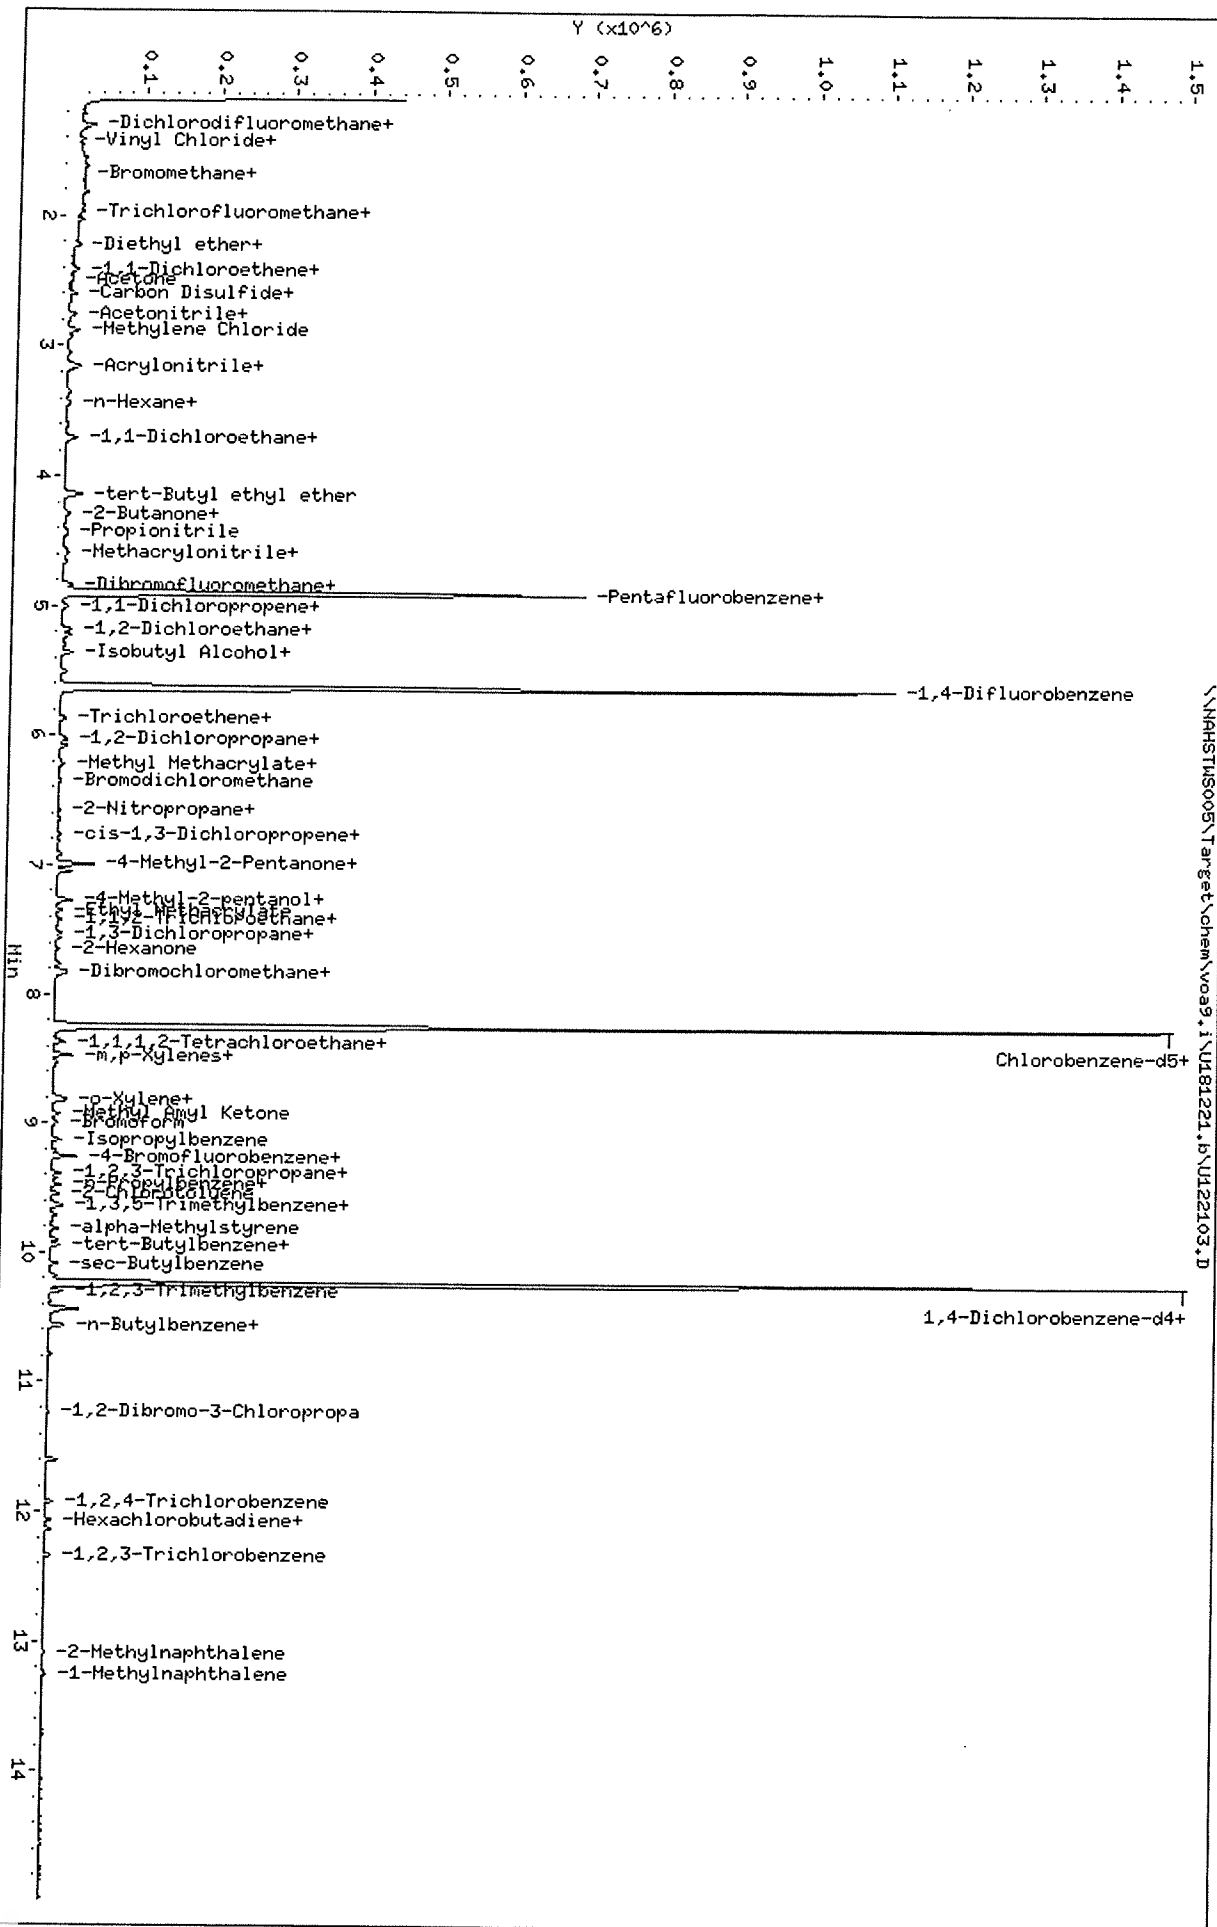 Y (x10^6)
0.1
0.2
0.3
0.4
0.5
0.6
0.7
0.8
0.9
1.0
1.1
1.2
1.3
1.4
1.5
\\NAHSTWS005\Target\chem\voa9.i\U181221.b\U122103.D
-Dichlorodifluoromethane+
-Vinyl Chloride+
-Bromomethane+
2
-Trichlorofluoromethane+
-Diethyl ether+
-1,1-Dichloroethene+
-Acetone
-Carbon Disulfide+
-Acetonitrile+
-Methylene Chloride
3
-Acrylonitrile+
-n-Hexane+
-1,1-Dichloroethane+
4
-tert-Butyl ethyl ether
-2-Butanone+
-Propionitrile
-Methacrylonitrile+
-Dibromofluoromethane+
-Pentafluorobenzene+
5
-1,1-Dichloropropene+
-1,2-Dichloroethane+
-Isobutyl Alcohol+
-1,4-Difluorobenzene
-Trichloroethene+
6
-1,2-Dichloropropane+
-Methyl Methacrylate+
-Bromodichloromethane
-2-Nitropropane+
-cis-1,3-Dichloropropene+
7
-4-Methyl-2-Pentanone+
-4-Methyl-2-pentanol+
-Ethyl Methacrylate
-1,1,2-Trichloroethane+
-1,3-Dichloropropane+
-2-Hexanone
Min
-Dibromochloromethane+
8
-1,1,1,2-Tetrachloroethane+
-m,p-Xylenes+
Chlorobenzene-d5+
-o-Xylene+
-Methyl Amyl Ketone
9
-Bromoform
-Isopropylbenzene
-4-Bromofluorobenzene+
-1,2,3-Trichloropropane+
-n-Propylbenzene+
-2-Chlorotoluene
-1,3,5-Trimethylbenzene+
-alpha-Methylstyrene
-tert-Butylbenzene+
10
-sec-Butylbenzene
-1,2,3-Trimethylbenzene
1,4-Dichlorobenzene-d4+
-n-Butylbenzene+
11
-1,2-Dibromo-3-Chloropropa
-1,2,4-Trichlorobenzene
12
-Hexachlorobutadiene+
-1,2,3-Trichlorobenzene
13
-2-Methylnaphthalene
-1-Methylnaphthalene
14